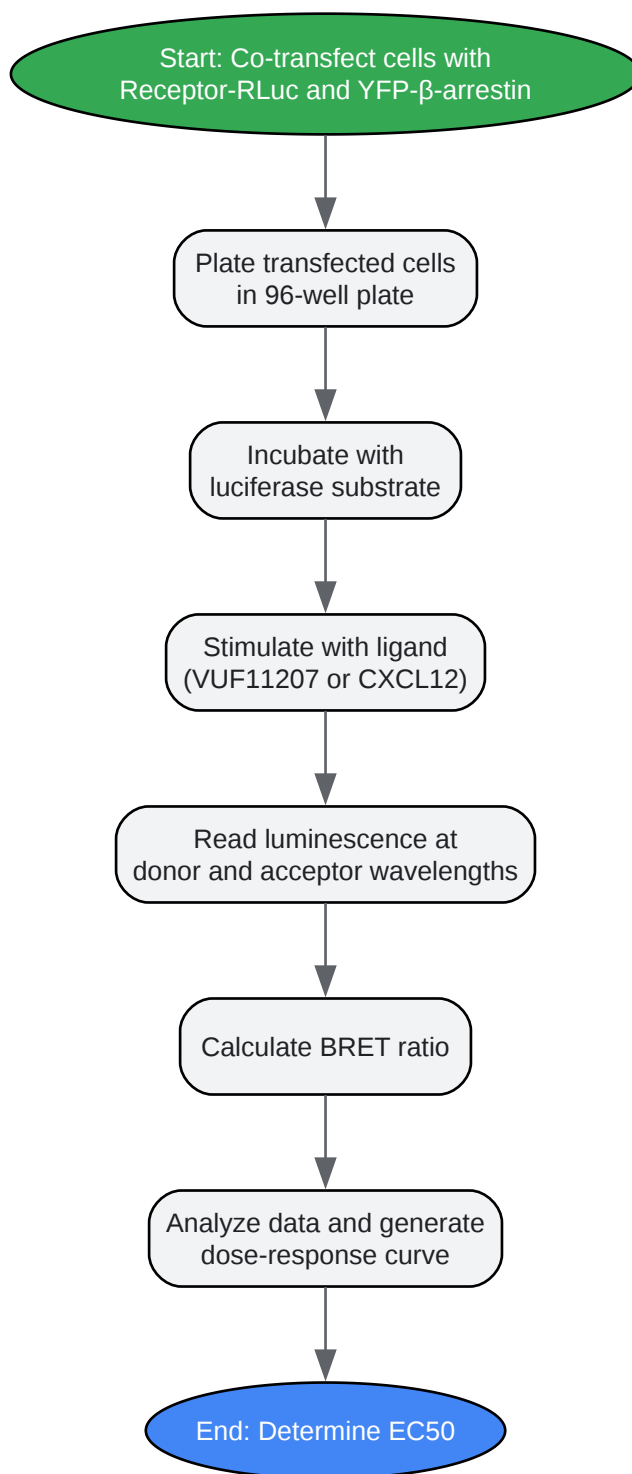 Start: Co-transfect cells with
Receptor-RLuc and YFP-β-arrestin
Plate transfected cells
in 96-well plate
Incubate with
luciferase substrate
Stimulate with ligand
(VUF11207 or CXCL12)
Read luminescence at
donor and acceptor wavelengths
Calculate BRET ratio
Analyze data and generate
dose-response curve
End: Determine EC50